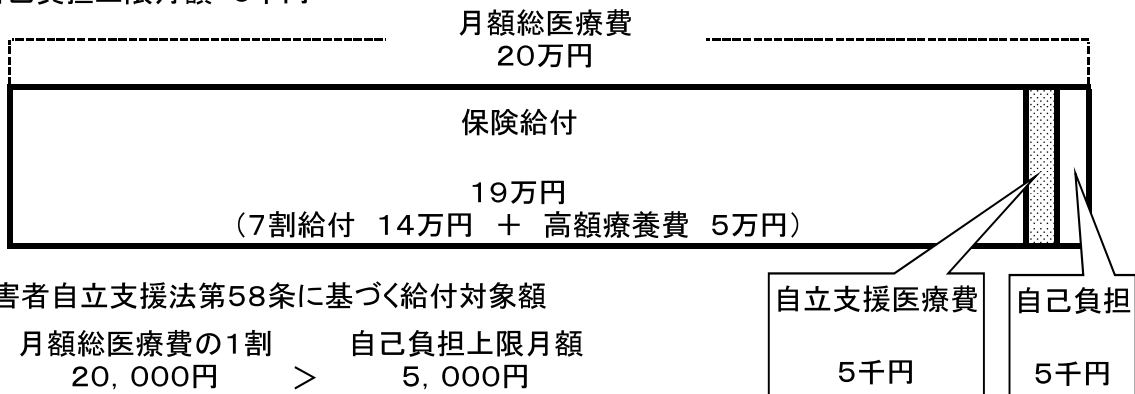 月額総医療費
20万円
保険給付
19万円
(7割給付 14万円 + 高額療養費 5万円)
害者自立支援法第58条に基づく給付対象額
月額総医療費の1割 自己負担上限月額
20,000円 > 5,000円
自立支援医療費
5千円
自己負担
5千円